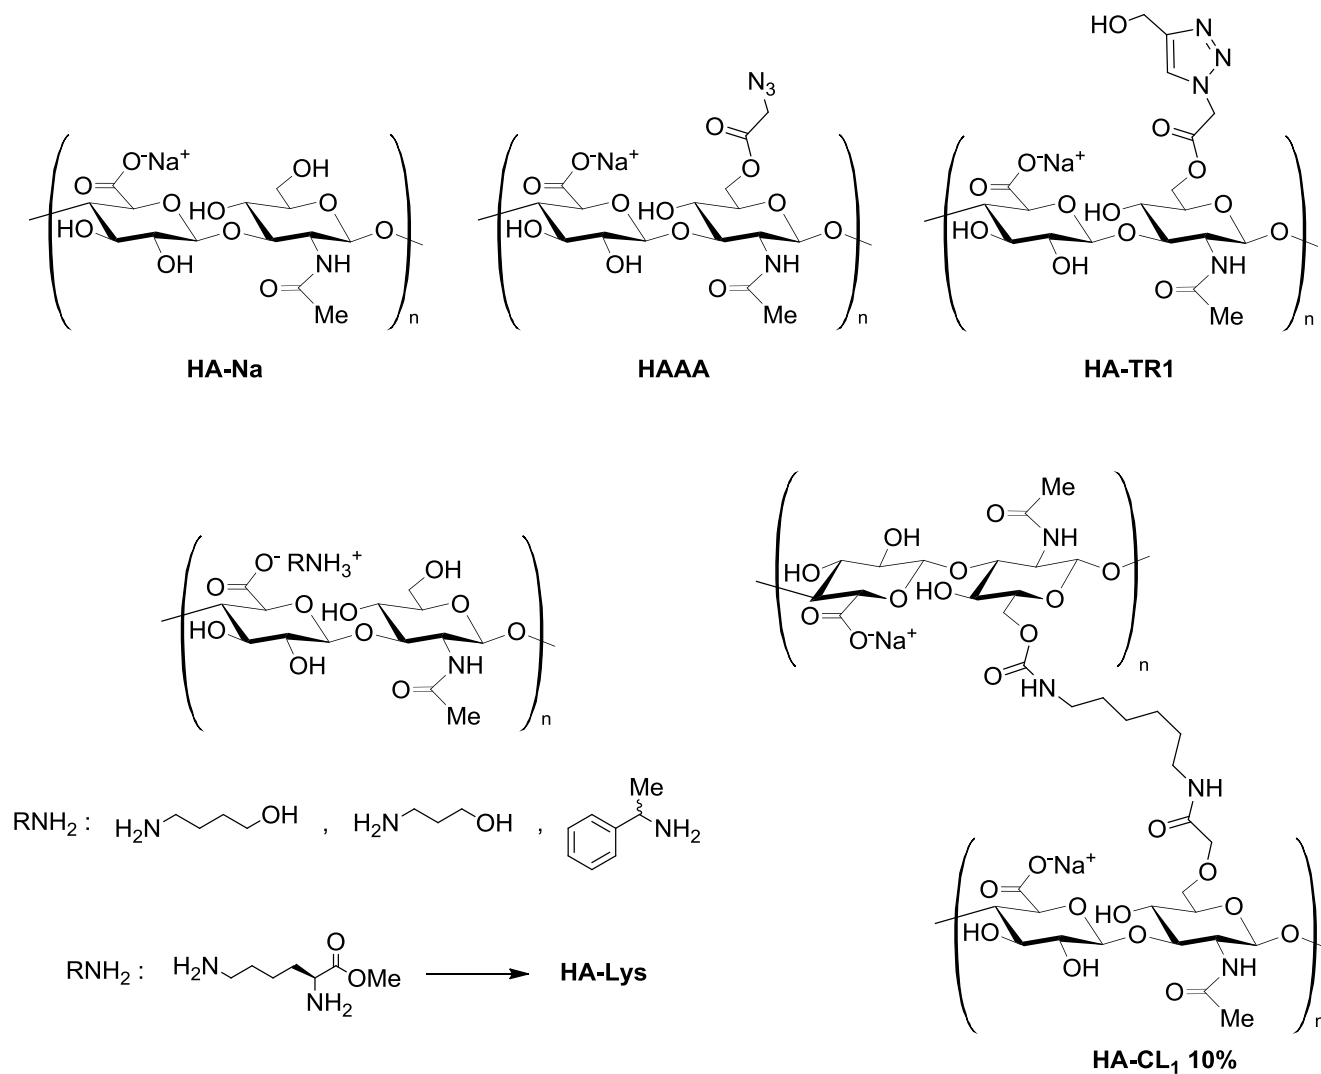 HO N
N
N
N₃
O O
O⁻Na⁺ OH O⁻Na⁺ O O⁻Na⁺ O
O O HO O O O HO O O O HO O
HO O O HO O O HO O O
OH NH OH NH OH NH
O O O
Me n Me n Me n
HA-Na HAAA HA-TR1
Me
O NH
OH
HO O O
O HO O
O
O⁻Na⁺ O
n
O HN
O⁻ RNH₃⁺ OH
O O HO O
HO O O
OH NH
O
Me n
NH
O
O
RNH₂ : H₂N OH , H₂N OH , Me NH₂
O⁻Na⁺
O O HO O
HO O O
OH NH
O
Me n
RNH₂ : H₂N O OMe NH₂ HA-Lys
HA-CL₁ 10%